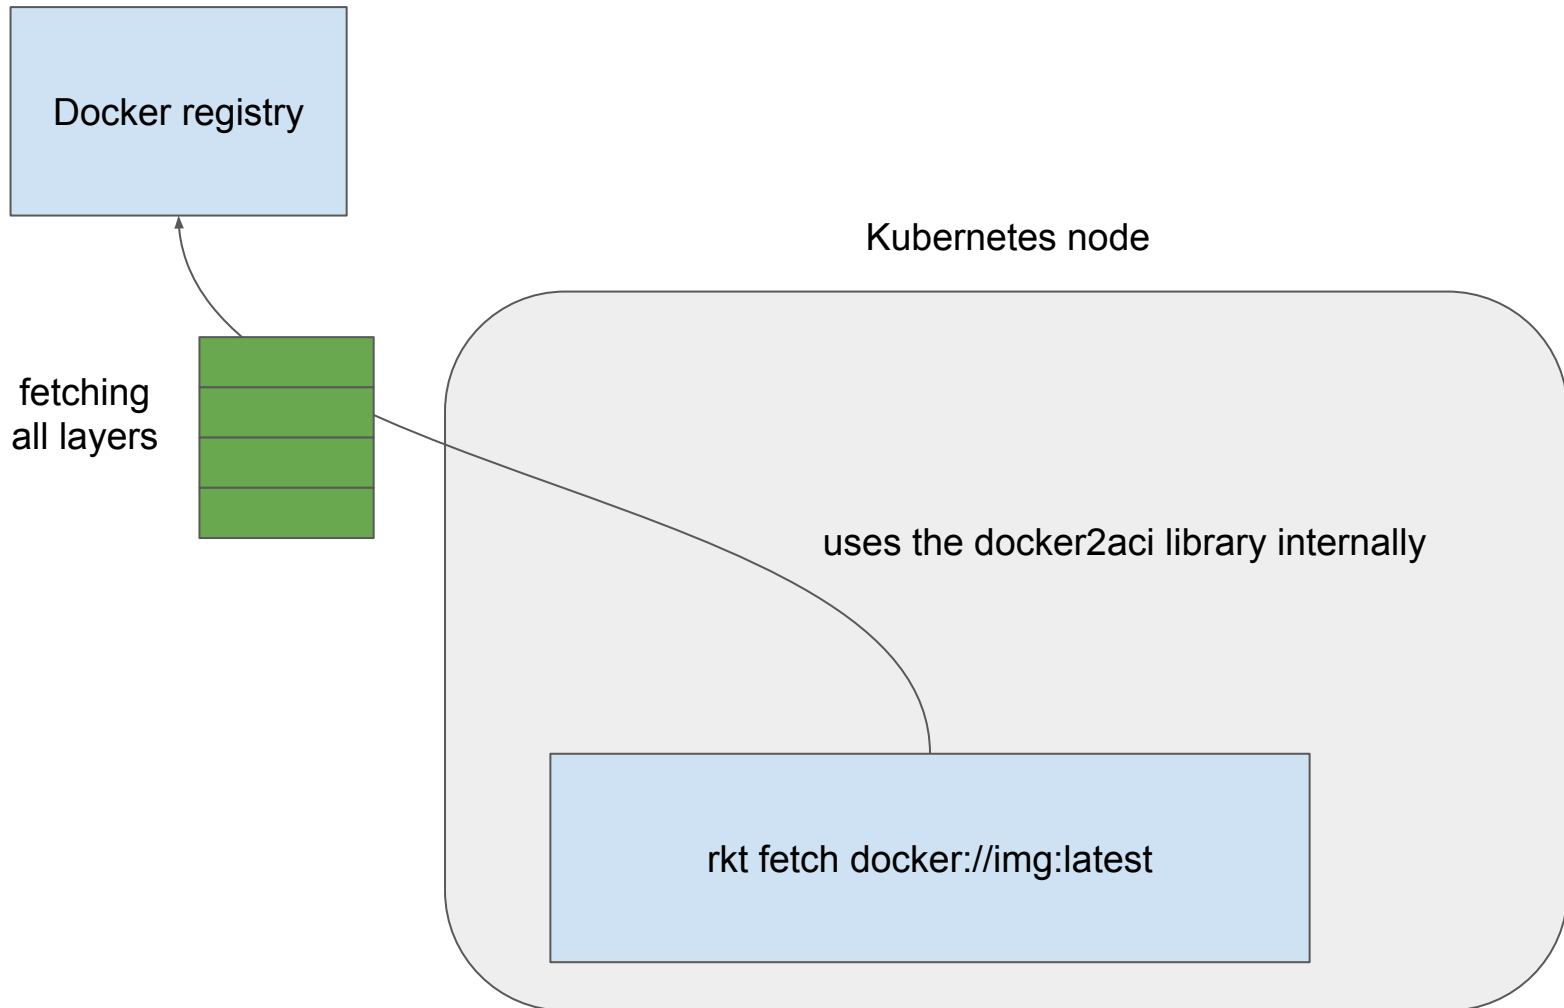 Docker registry
Kubernetes node
fetching
all layers
uses the docker2aci library internally
rkt fetch docker://img:latest